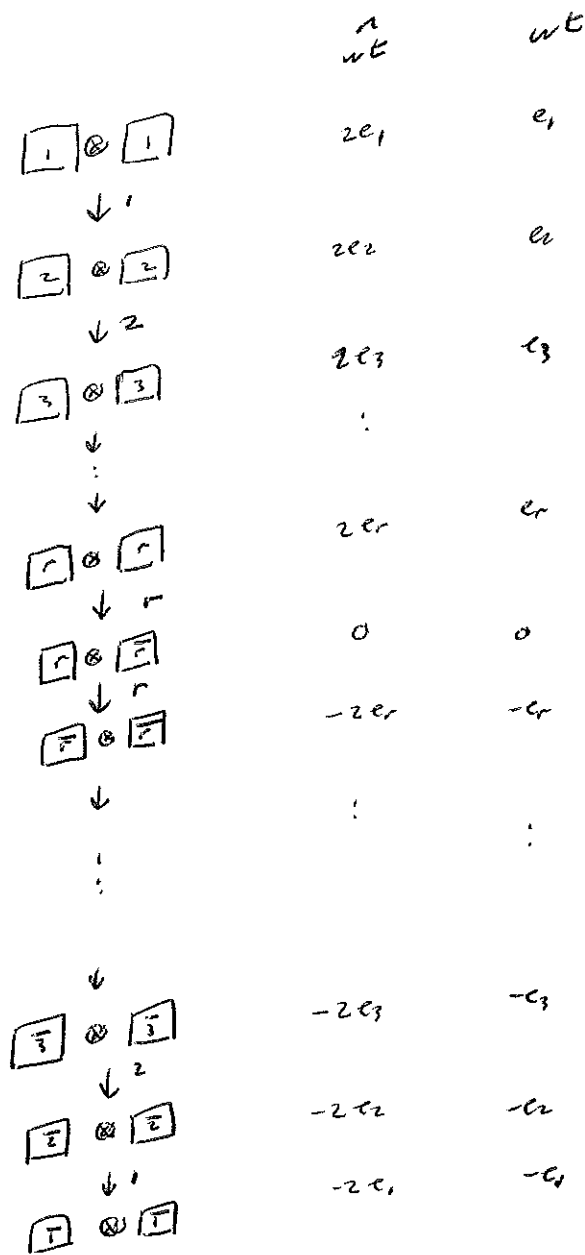 ^
wt wt
1 ⊗ 1 2e₁ e₁
↓ 1
2 ⊗ 2 2e₂ e₂
↓ 2
3 ⊗ 3 2e₃ e₃
↓
⋮ ⋮
↓
r ⊗ r 2eᵣ eᵣ
↓ r
r ⊗ r̅ 0 0
↓ r
r̅ ⊗ r̅ -2eᵣ -eᵣ
↓
⋮ ⋮ ⋮
↓
3̅ ⊗ 3̅ -2e₃ -e₃
↓ 2
2̅ ⊗ 2̅ -2e₂ -e₂
↓ 1
1̅ ⊗ 1̅ -2e₁ -e₁